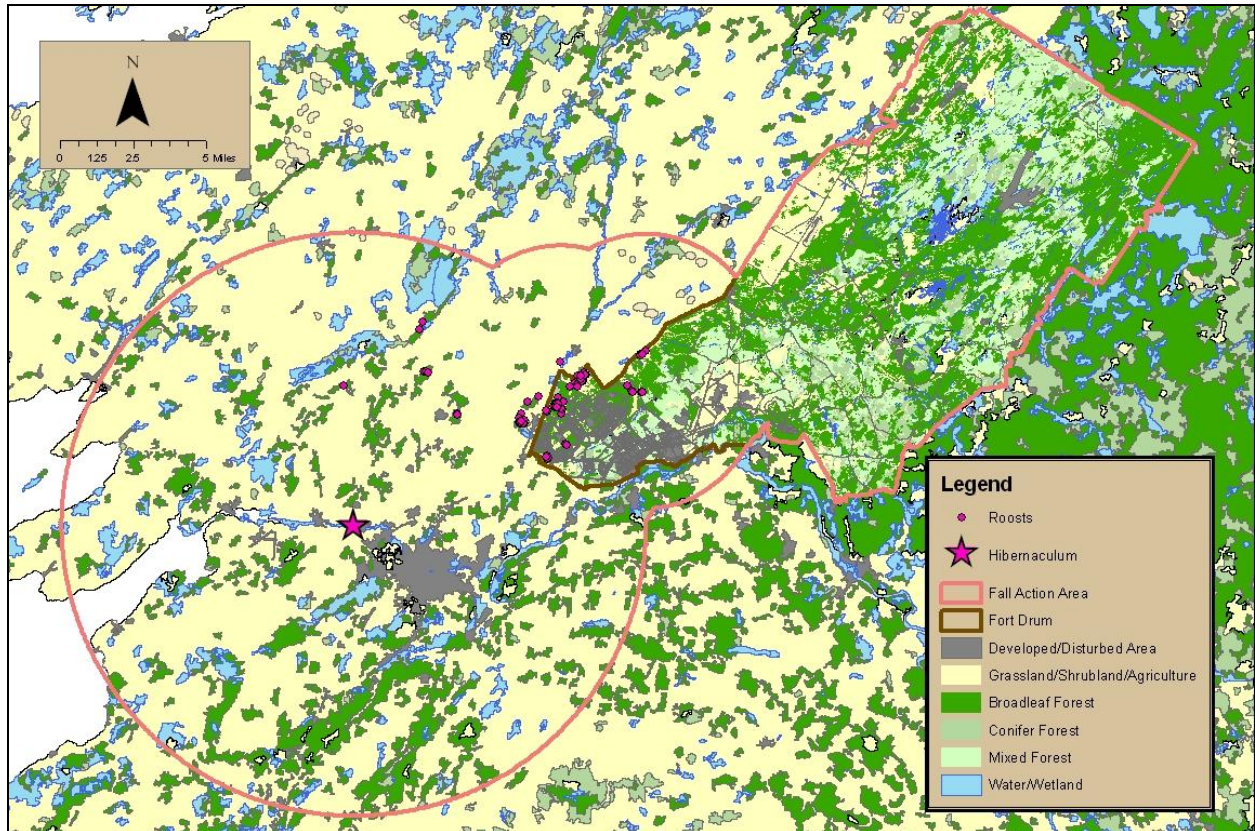 N
0 1.25 2.5 5 Miles
Legend
Roosts
Hibernaculum
Fall Action Area
Fort Drum
Developed/Disturbed Area
Grassland/Shrubland/Agriculture
Broadleaf Forest
Conifer Forest
Mixed Forest
Water/Wetland